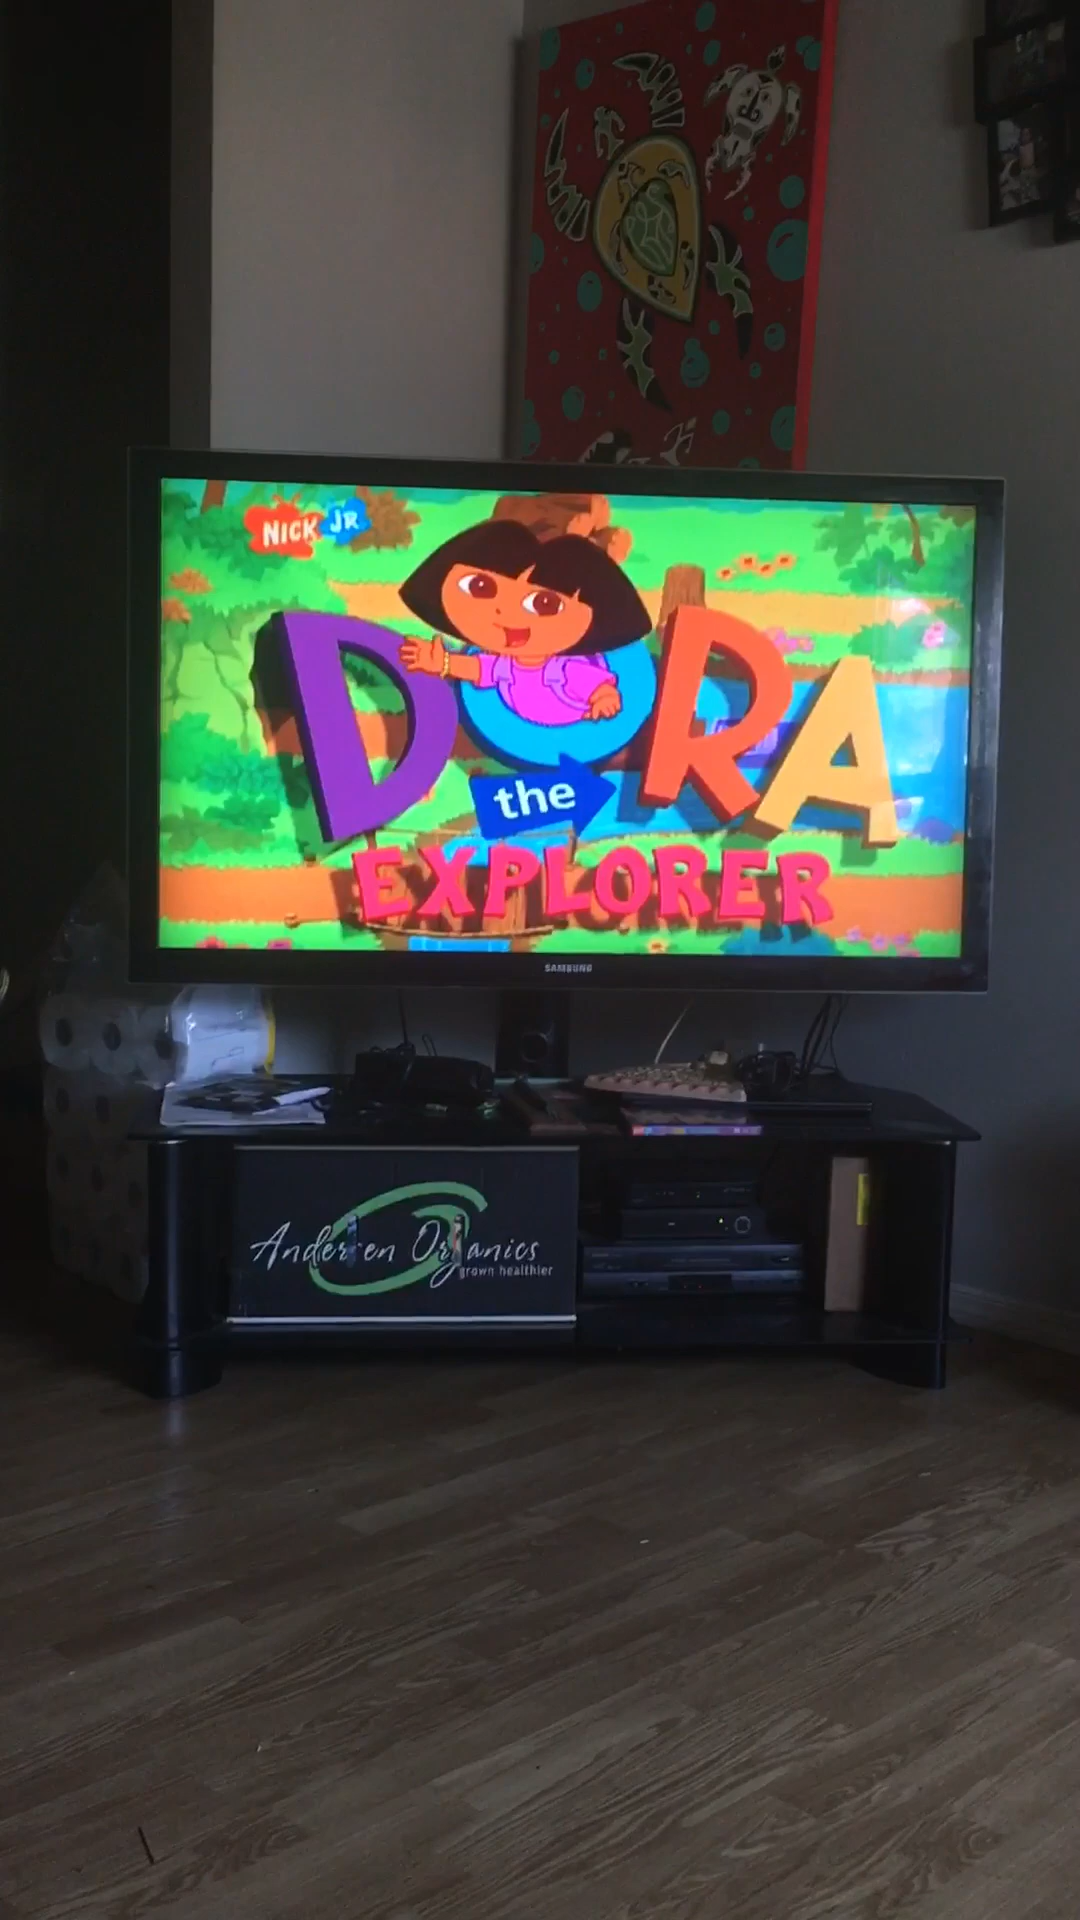 NICK JR
DORA
the
EXPLORER
SAMSUNG
Andersen Organics
grown healthier